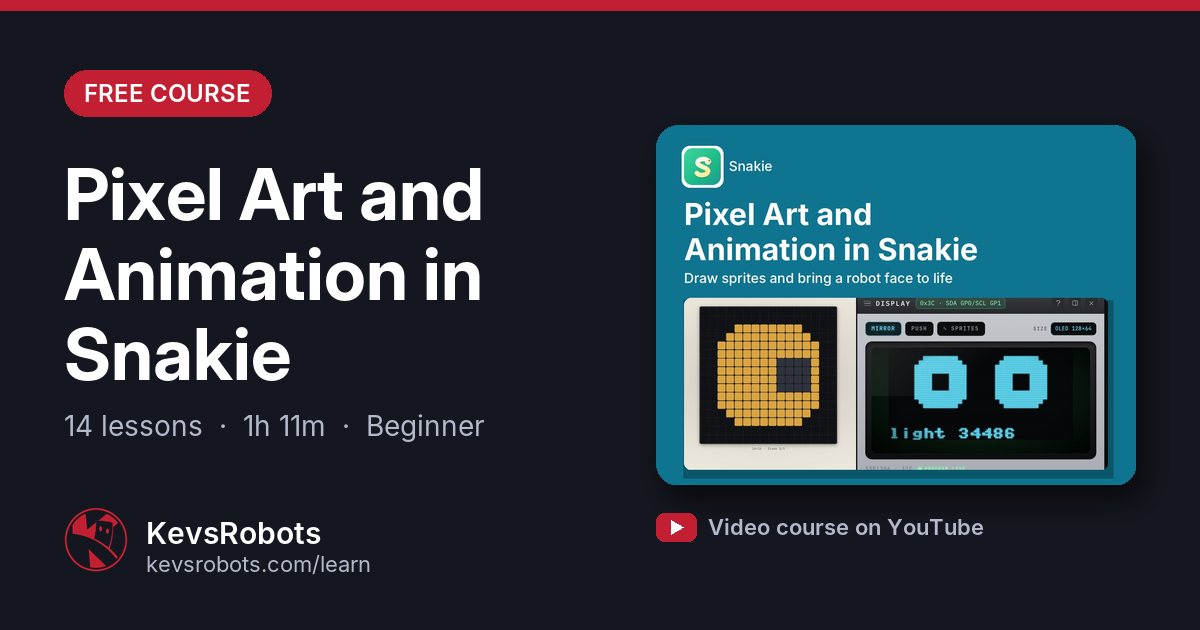 FREE COURSE
Pixel Art and
Animation in
Snakie
14 lessons · 1h 11m · Beginner
KevsRobots
kevsrobots.com/learn
S Snakie
Pixel Art and
Animation in Snakie
Draw sprites and bring a robot face to life
DISPLAY 0x3C · SDA GP0/SCL GP1 ? ×
MIRROR PUSH ✎ SPRITES SIZE OLED 128×64
light 34486
Video course on YouTube